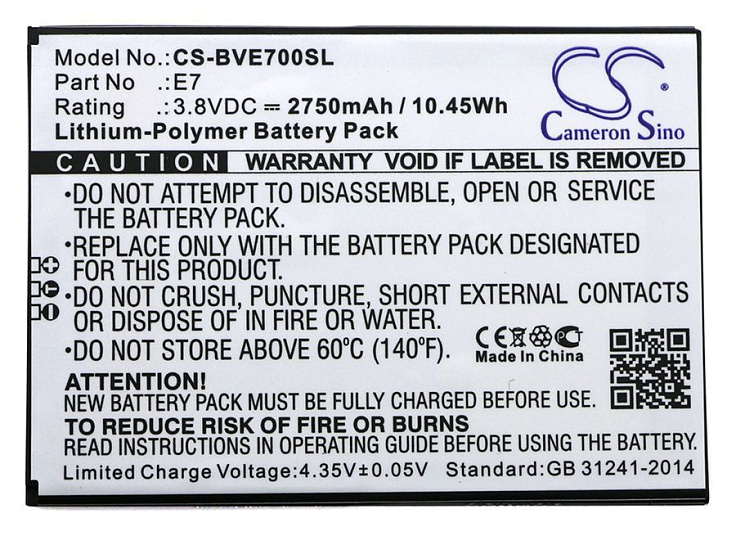 Model No.:CS-BVE700SL
Part No .:E7
Rating .:3.8VDC ⎓ 2750mAh / 10.45Wh
Lithium-Polymer Battery Pack
CS
®
Cameron Sino
CAUTION WARRANTY VOID IF LABEL IS REMOVED
•DO NOT ATTEMPT TO DISASSEMBLE, OPEN OR SERVICE
THE BATTERY PACK.
•REPLACE ONLY WITH THE BATTERY PACK DESIGNATED
FOR THIS PRODUCT.
•DO NOT CRUSH, PUNCTURE, SHORT EXTERNAL CONTACTS
OR DISPOSE OF IN FIRE OR WATER.
•DO NOT STORE ABOVE 60°C (140°F).
CE
Made In China
ATTENTION!
NEW BATTERY PACK MUST BE FULLY CHARGED BEFORE USE.
TO REDUCE RISK OF FIRE OR BURNS
READ INSTRUCTIONS IN OPERATING GUIDE BEFORE USING THE BATTERY
Limited Charge Voltage:4.35V±0.05V Standard:GB 31241-2014